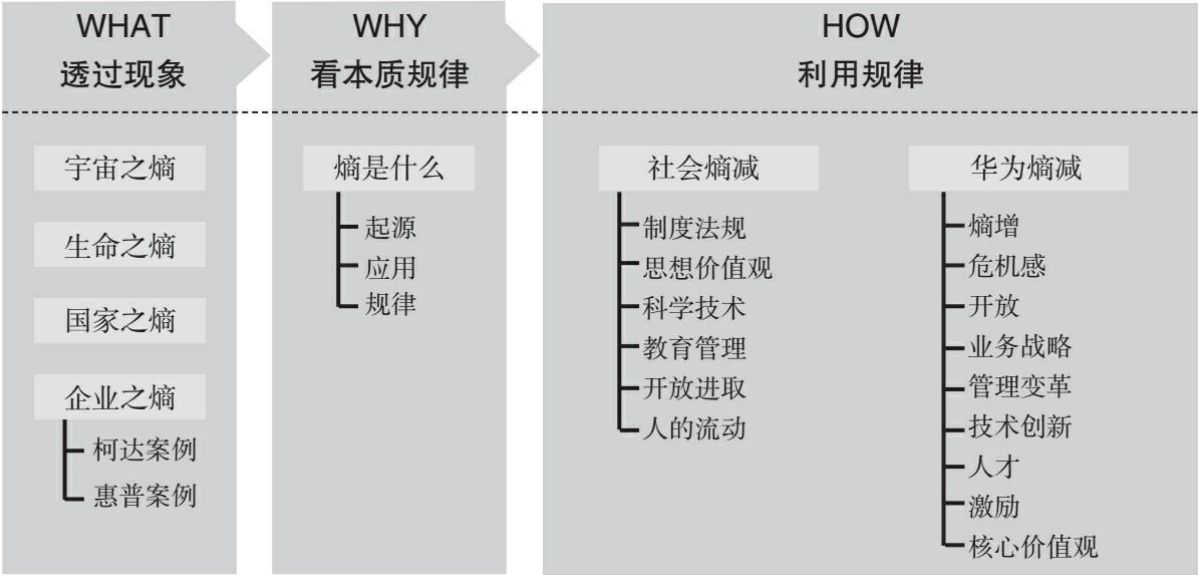 WHAT
透过现象
宇宙之熵
生命之熵
国家之熵
企业之熵
柯达案例
惠普案例
WHY
看本质规律
熵是什么
起源
应用
规律
HOW
利用规律
社会熵减
制度法规
思想价值观
科学技术
教育管理
开放进取
人的流动
华为熵减
熵增
危机感
开放
业务战略
管理变革
技术创新
人才
激励
核心价值观